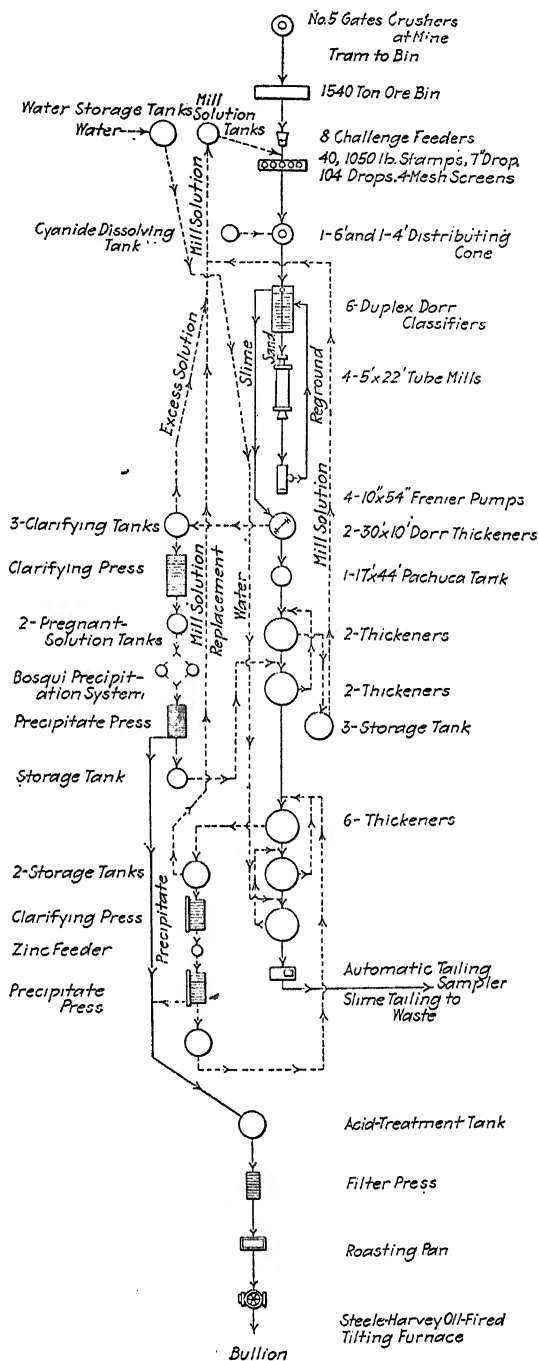 No. 5 Gates Crushers
at Mine
Tram to Bin
1540 Ton Ore Bin
Water Storage Tanks
Water
Mill
Solution
Tanks
8 Challenge Feeders
40, 1050 lb. Stamps, 7" Drop,
104 Drops. 4 Mesh Screens
Mill Solution
Cyanide Dissolving
Tank
1-6' and 1-4' Distributing
Cone
6-Duplex Dorr
Classifiers
Sand
Slime
Reground
Excess Solution
4-5'x22' Tube Mills
4-10"x54" Frenier Pumps
Mill Solution
3-Clarifying Tanks
2-30'x10' Dorr Thickeners
Clarifying Press
1-17'x44' Pachuca Tank
Mill Solution
Replacement
Water
2-Pregnant-
Solution Tanks
2-Thickeners
Bosqui Precipit-
ation System
2-Thickeners
Precipitate Press
3-Storage Tank
Storage Tank
6-Thickeners
2-Storage Tanks
Precipitate
Clarifying Press
Zinc Feeder
Precipitate
Press
Automatic Tailing
Sampler
Slime Tailing to
Waste
Acid-Treatment Tank
Filter Press
Roasting Pan
Steele-Harvey Oil-Fired
Tilting Furnace
Bullion